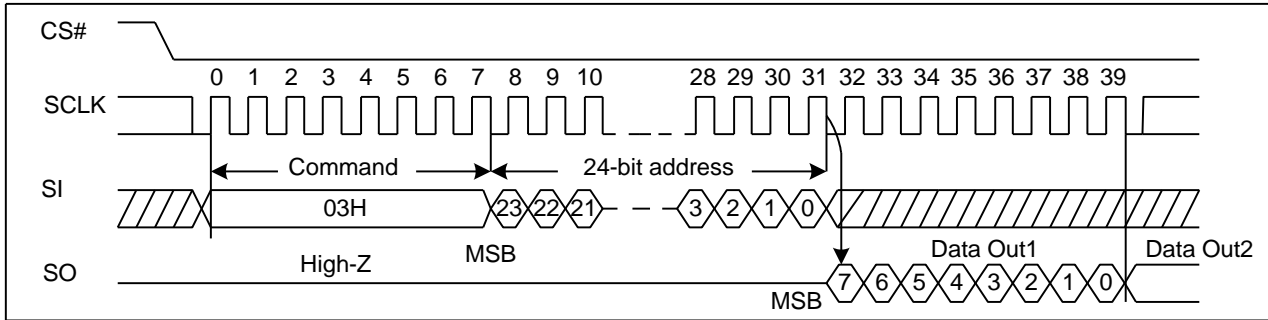 CS#
0 1 2 3 4 5 6 7 8 9 10 28 29 30 31 32 33 34 35 36 37 38 39
SCLK
Command 24-bit address
SI 03H 23 22 21 3 2 1 0
High-Z MSB Data Out1 Data Out2
SO MSB 7 6 5 4 3 2 1 0